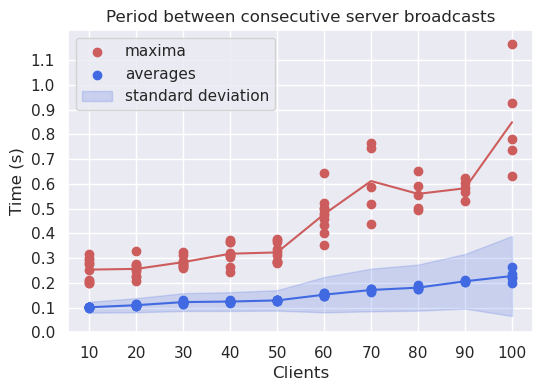 Period between consecutive server broadcasts
maxima
averages
standard deviation
Time (s)
1.1
1.0
0.9
0.8
0.7
0.6
0.5
0.4
0.3
0.2
0.1
0.0
10 20 30 40 50 60 70 80 90 100
Clients